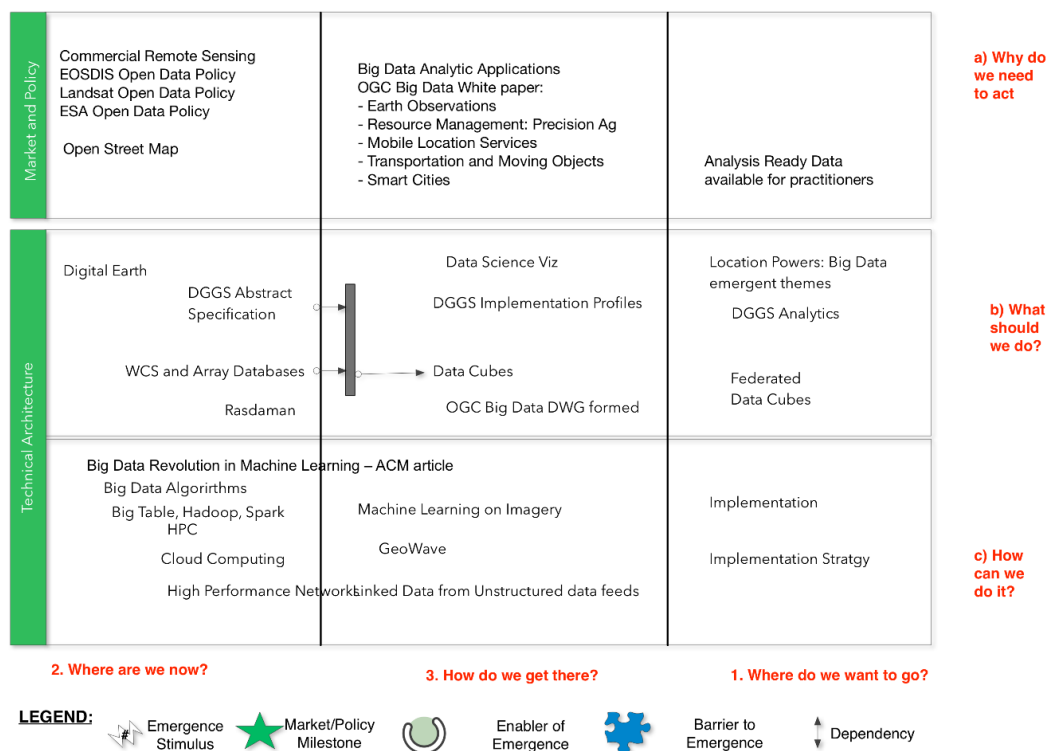 Market and Policy
Commercial Remote Sensing
EOSDIS Open Data Policy
Landsat Open Data Policy
ESA Open Data Policy
Open Street Map
Big Data Analytic Applications
OGC Big Data White paper:
- Earth Observations
- Resource Management: Precision Ag
- Mobile Location Services
- Transportation and Moving Objects
- Smart Cities
Analysis Ready Data
available for practitioners
a) Why do
we need
to act
Technical Architecture
Digital Earth
DGGS Abstract
Specification
WCS and Array Databases
Rasdaman
Data Science Viz
DGGS Implementation Profiles
Data Cubes
OGC Big Data DWG formed
Location Powers: Big Data
emergent themes
DGGS Analytics
Federated
Data Cubes
b) What
should
we do?
Big Data Revolution in Machine Learning – ACM article
Big Data Algorirthms
Big Table, Hadoop, Spark
HPC
Cloud Computing
High Performance Networks
Machine Learning on Imagery
GeoWave
Linked Data from Unstructured data feeds
Implementation
Implementation Stratgy
c) How
can we
do it?
2. Where are we now?
3. How do we get there?
1. Where do we want to go?
LEGEND:
#
Emergence
Stimulus
Market/Policy
Milestone
Enabler of
Emergence
Barrier to
Emergence
Dependency